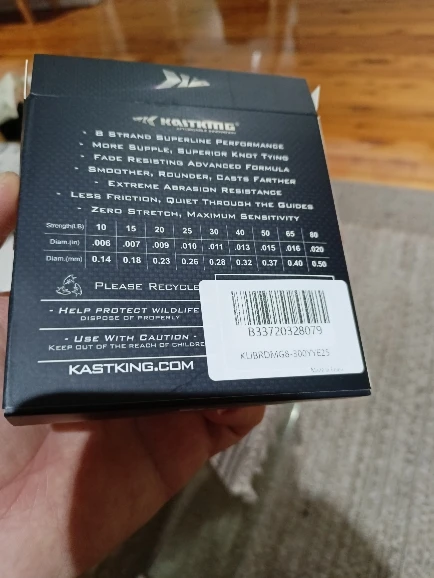 KASTKING
- 8 STRAND SUPERLINE PERFORMANCE
- MORE SUPPLE, SUPERIOR KNOT TYING
- FADE RESISTING ADVANCED FORMULA
- SMOOTHER, ROUNDER, CASTS FARTHER
- EXTREME ABRASION RESISTANCE
- LESS FRICTION, QUIET THROUGH THE GUIDES
- ZERO STRETCH, MAXIMUM SENSITIVITY
Strength(LB) 10 15 20 25 30 40 50 65 80
Diam.(in) .006 .007 .009 .010 .011 .013 .015 .016 .020
Diam.(mm) 0.14 0.18 0.23 0.26 0.28 0.32 0.37 0.40 0.50
PLEASE RECYCLE
- HELP PROTECT WILDLIFE
DISPOSE OF PROPERLY
- USE WITH CAUTION -
KEEP OUT OF THE REACH OF CHILDRE
KASTKING.COM
B33720328079